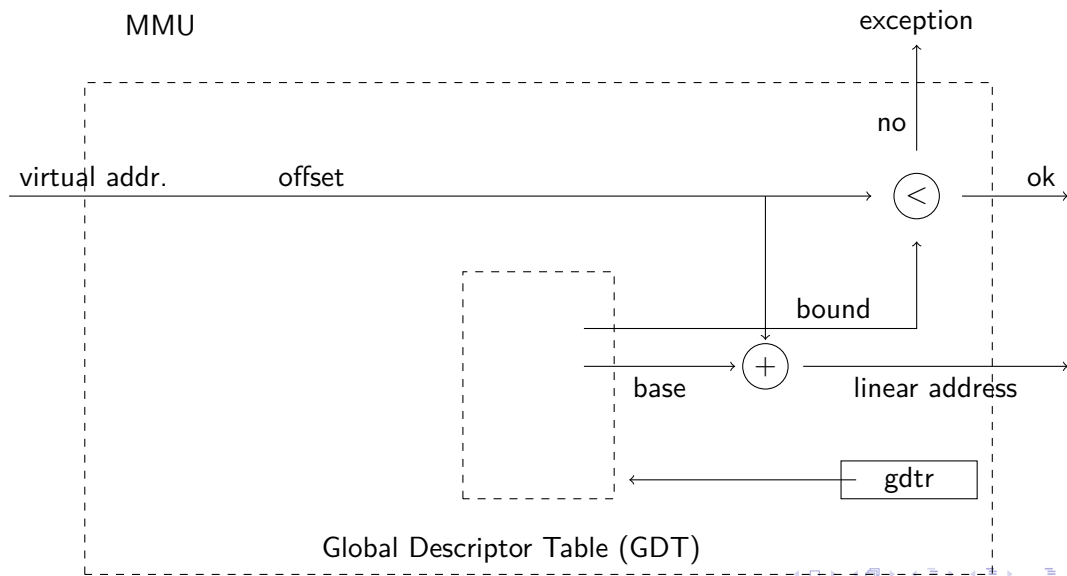 MMU
exception
no
virtual addr.
offset
<
ok
bound
+
base
linear address
gdtr
Global Descriptor Table (GDT)